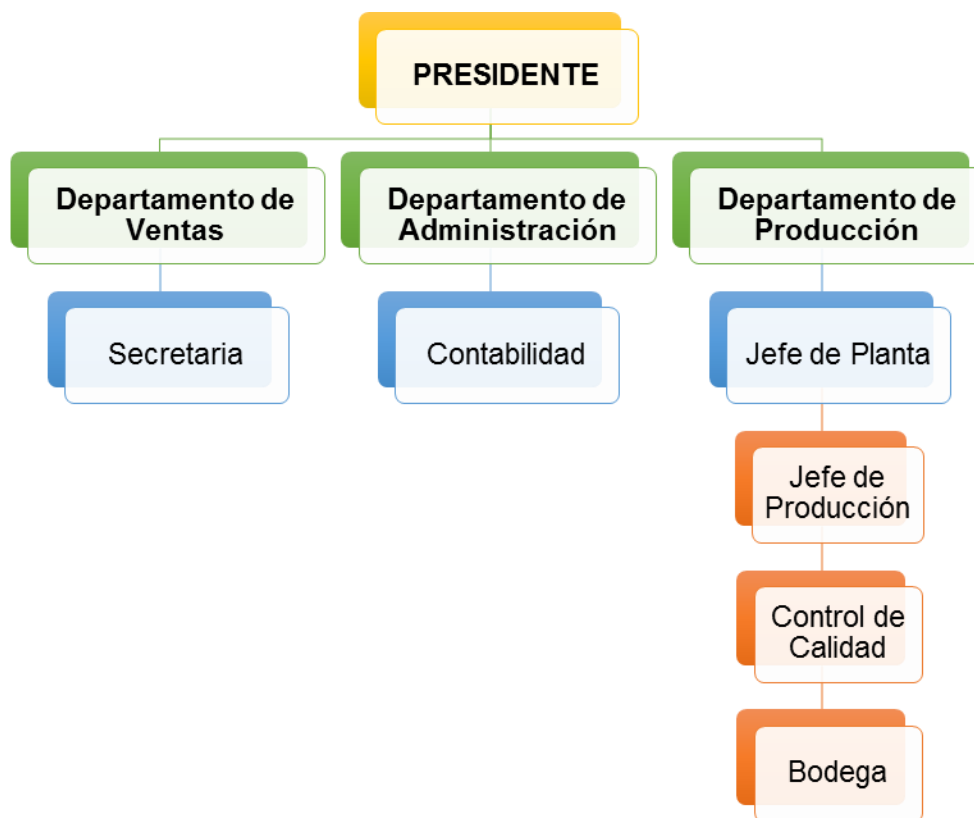 PRESIDENTE
Departamento de
Ventas
Departamento de
Administración
Departamento de
Producción
Secretaria
Contabilidad
Jefe de Planta
Jefe de
Producción
Control de
Calidad
Bodega